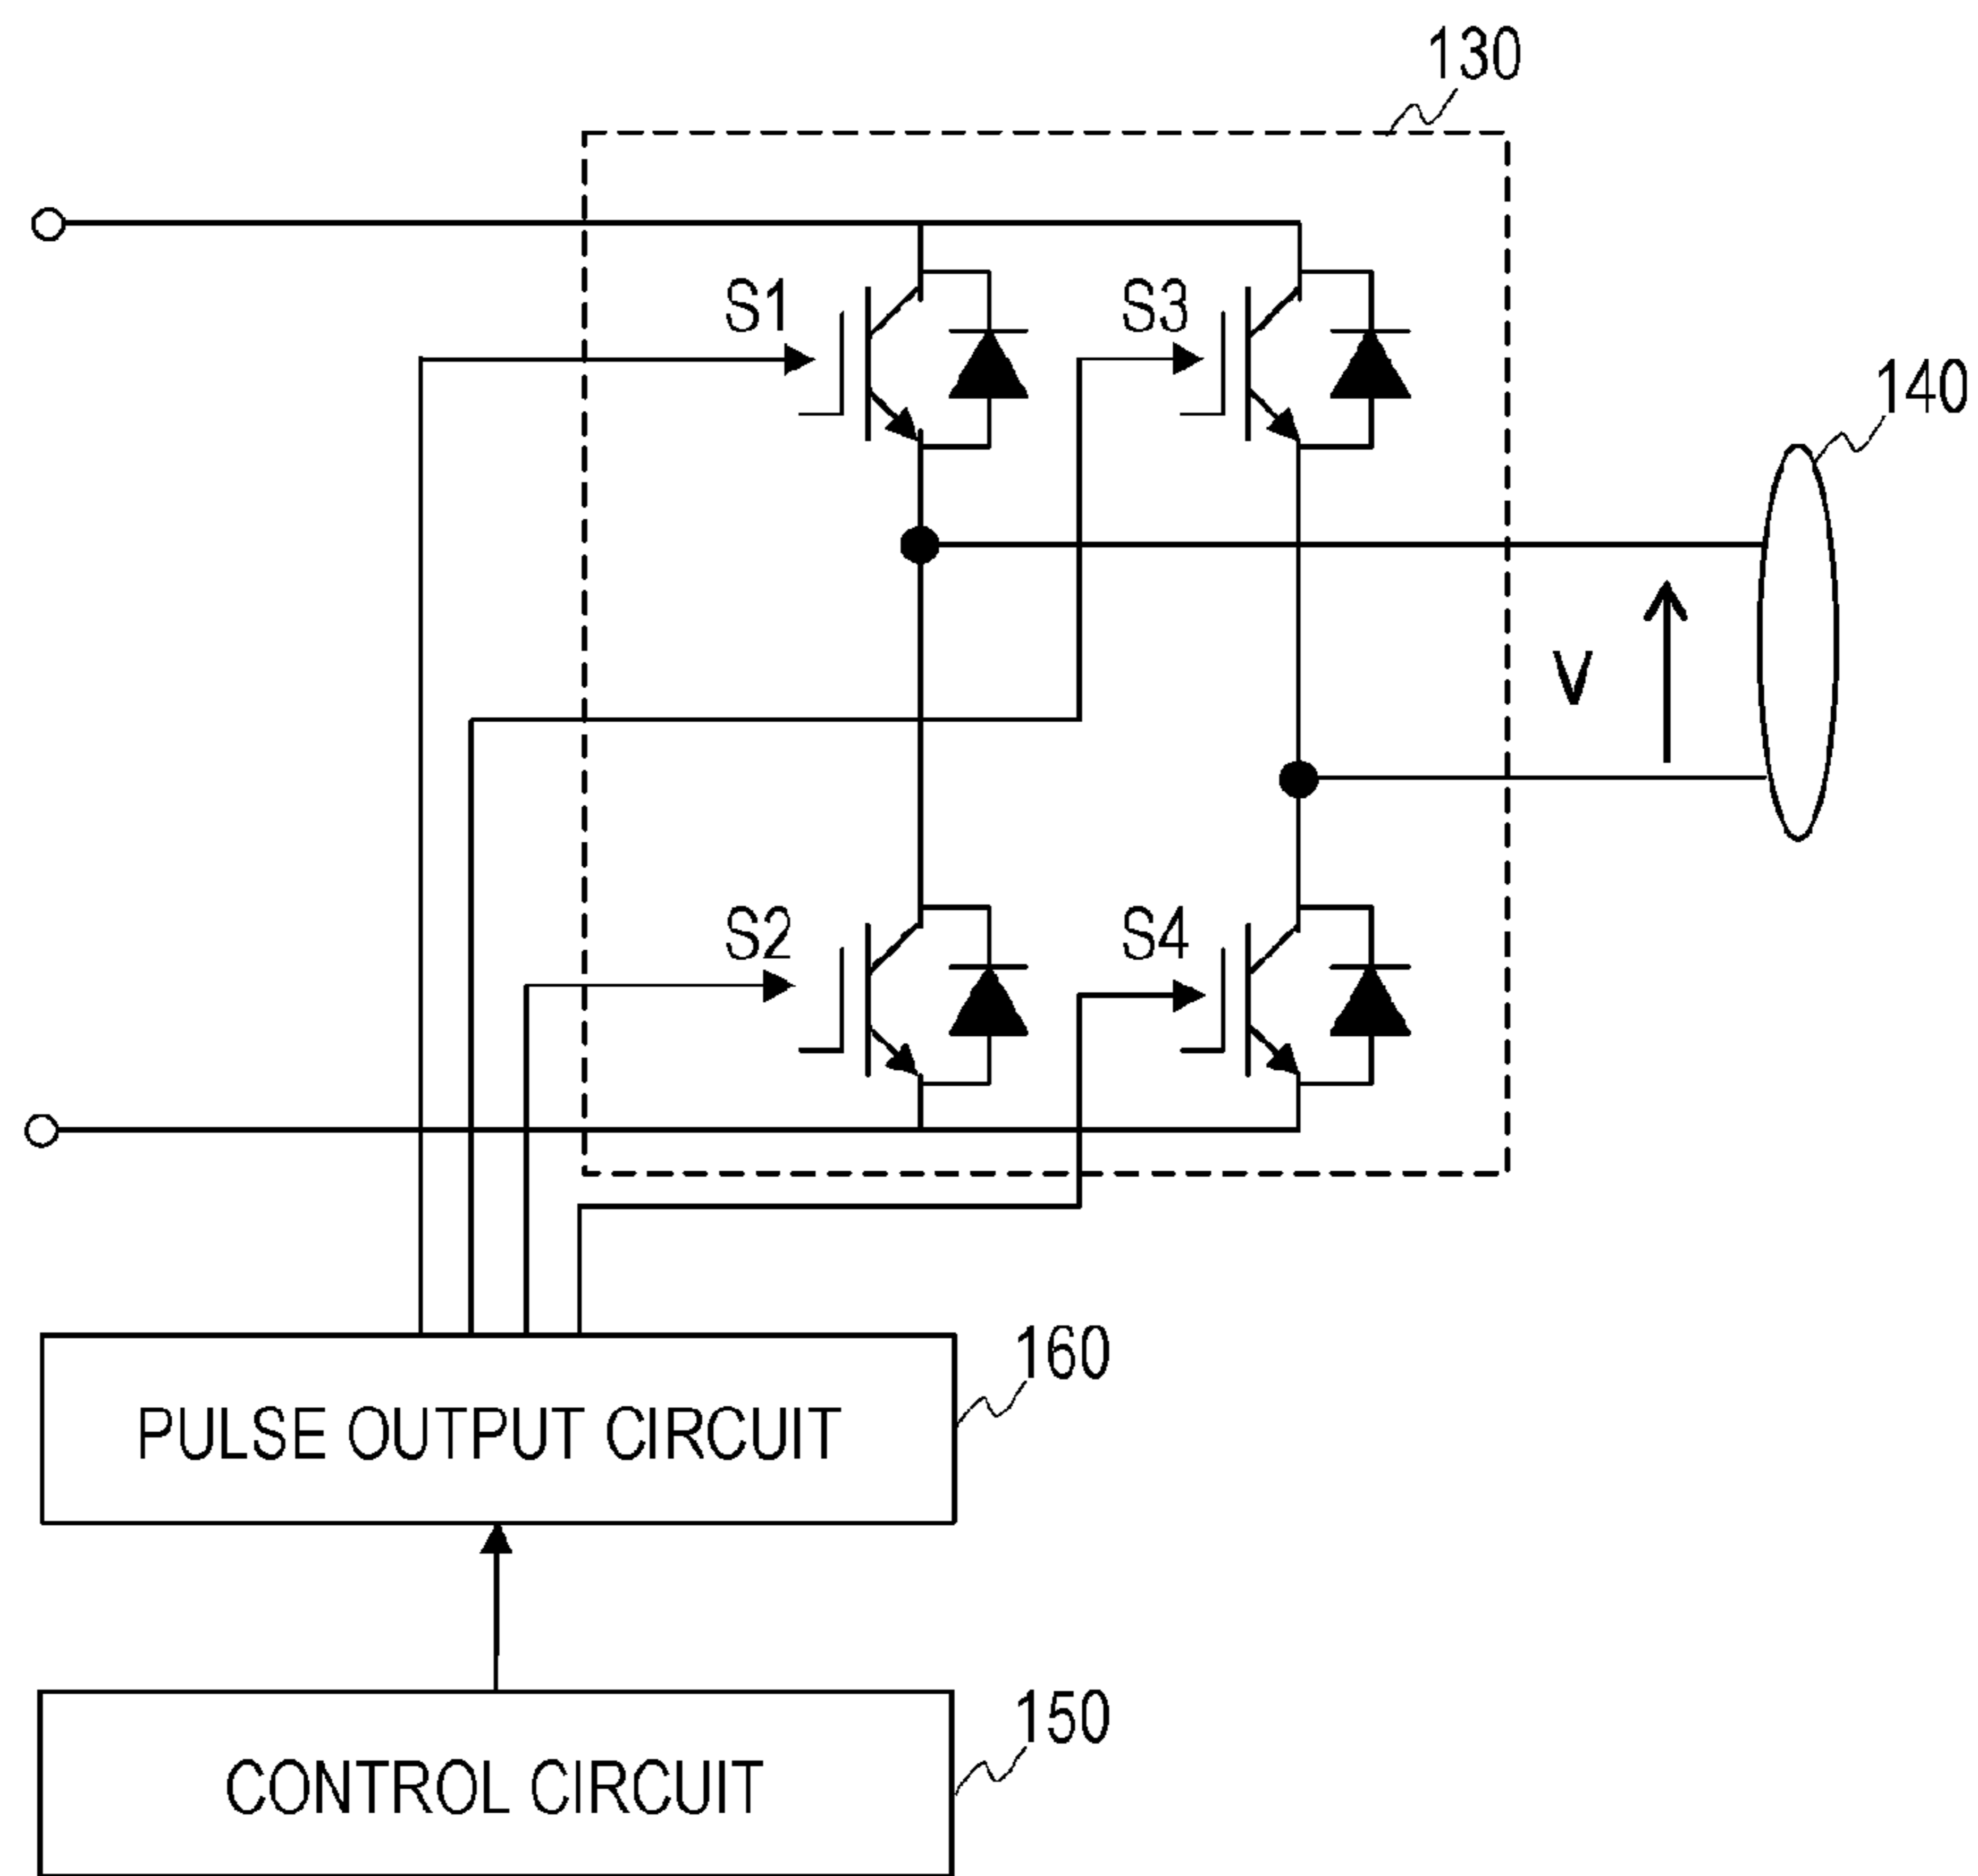 130
S1
S3
140
V
S2
S4
160
PULSE OUTPUT CIRCUIT
150
CONTROL CIRCUIT